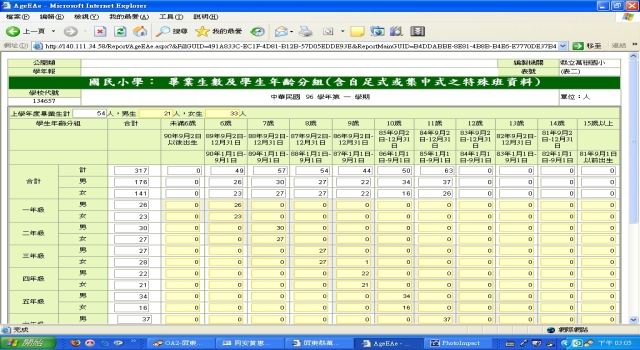 AgeEAe - Microsoft Internet Explorer
檔案(F) 編輯(E) 檢視(V) 我的最愛(A) 工具(T) 說明(H)
上一頁 搜尋 我的最愛
網址(D) 移至 連結
公開類 編製機關 縣立萬樹國小
學年報 表號 (表二)
國民小學： 畢業生數及學生年齡分組(含自足式或集中式之特殊班資料)
學校代號 中華民國 96 學年第 一 學期 單位：人
134657
上學年度畢業生計 54 人，男生 21 人，女生 33 人
學生年齡分組 合計 未滿6歲 6歲 7歲 8歲 9歲 10歲 11歲 12歲 13歲 14歲 15歲以上
90年9月2日以後出生 89年9月2日-12月31日 88年9月2日-12月31日 87年9月2日-12月31日 86年9月2日-12月31日 85年9月2日-12月31日 84年9月2日-12月31日 83年9月2日-12月31日 82年9月2日-12月31日 81年9月2日-12月31日
90年1月1日-9月1日 89年1月1日-9月1日 88年1月1日-9月1日 87年1月1日-9月1日 86年1月1日-9月1日 85年1月1日-9月1日 84年1月1日-9月1日 83年1月1日-9月1日 82年1月1日-9月1日 81年9月1日以前出生
合計 計 317 0 49 57 54 44 50 63 0 0 0 0
男 176 0 26 30 27 22 34 37 0 0 0 0
女 141 0 23 27 27 22 16 26 0 0 0 0
一年級 男 26 0 26 0 0 0 0 0 0 0 0 0
女 23 0 23 0 0 0 0 0 0 0 0 0
二年級 男 30 0 0 30 0 0 0 0 0 0 0 0
女 27 0 0 27 0 0 0 0 0 0 0 0
三年級 男 27 0 0 0 27 0 0 0 0 0 0 0
女 28 0 0 0 27 1 0 0 0 0 0 0
四年級 男 22 0 0 0 0 22 0 0 0 0 0 0
女 21 0 0 0 0 21 0 0 0 0 0 0
五年級 男 34 0 0 0 0 0 34 0 0 0 0 0
女 16 0 0 0 0 0 16 0 0 0 0 0
男 37 0 0 0 0 0 0 37 0 0 0 0
完成 網際網路
開始 AgeEAe - PhotoImpact 下午 03:05